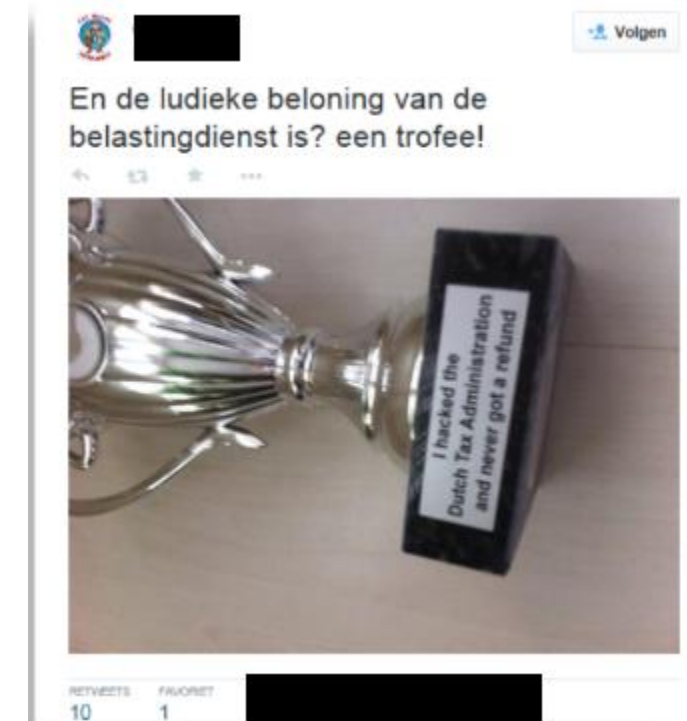 Volgen
En de ludieke beloning van de
belastingdienst is? een trofee!
I hacked the
Dutch Tax Administration
and never got a refund
RETWEETS FAVORIET
10 1